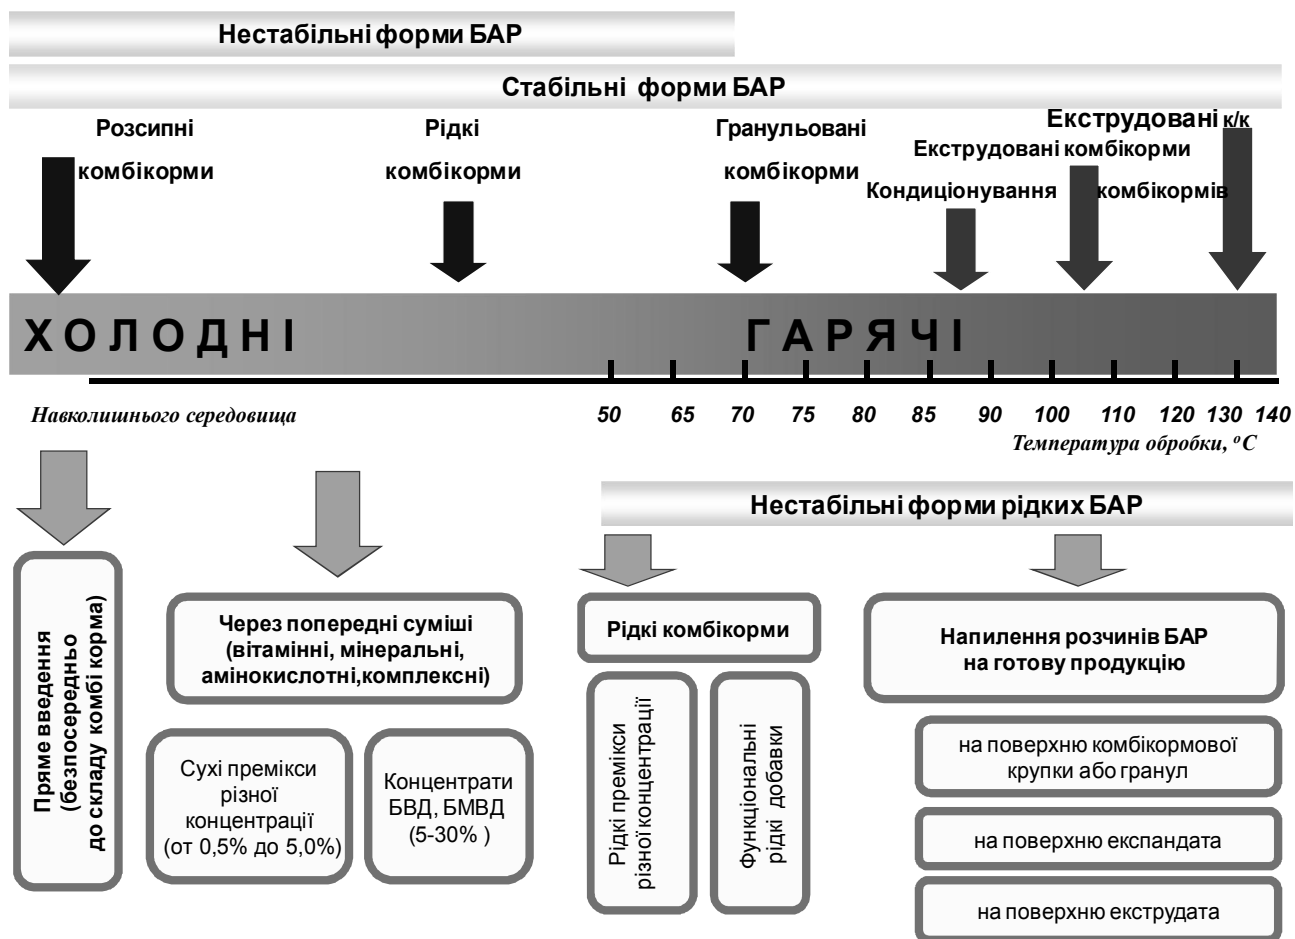 Нестабільні форми БАР
Стабільні форми БАР
Розсипні
комбікорми
Рідкі
комбікорми
Гранульовані
комбікорми
Екструдовані к/к
Екструдовані комбікорми
Кондиціонування
комбікормів
ХОЛОДНІ
ГАРЯЧІ
Навколишнього середовища
50 65 70 75 80 85 90 100 110 120 130 140
Температура обробки, °С
Нестабільні форми рідких БАР
Пряме введення
(безпосередньо
до складу комбі корма)
Через попередні суміші
(вітамінні, мінеральні,
амінокислотні,комплексні)
Сухі премікси
різної
концентрації
(от 0,5% до 5,0%)
Концентрати
БВД, БМВД
(5-30% )
Рідкі комбікорми
Рідкі премікси
різної концентрації
Функціональні
рідкі добавки
Напилення розчинів БАР
на готову продукцію
на поверхню комбікормової
крупки або гранул
на поверхню експандата
на поверхню екструдата